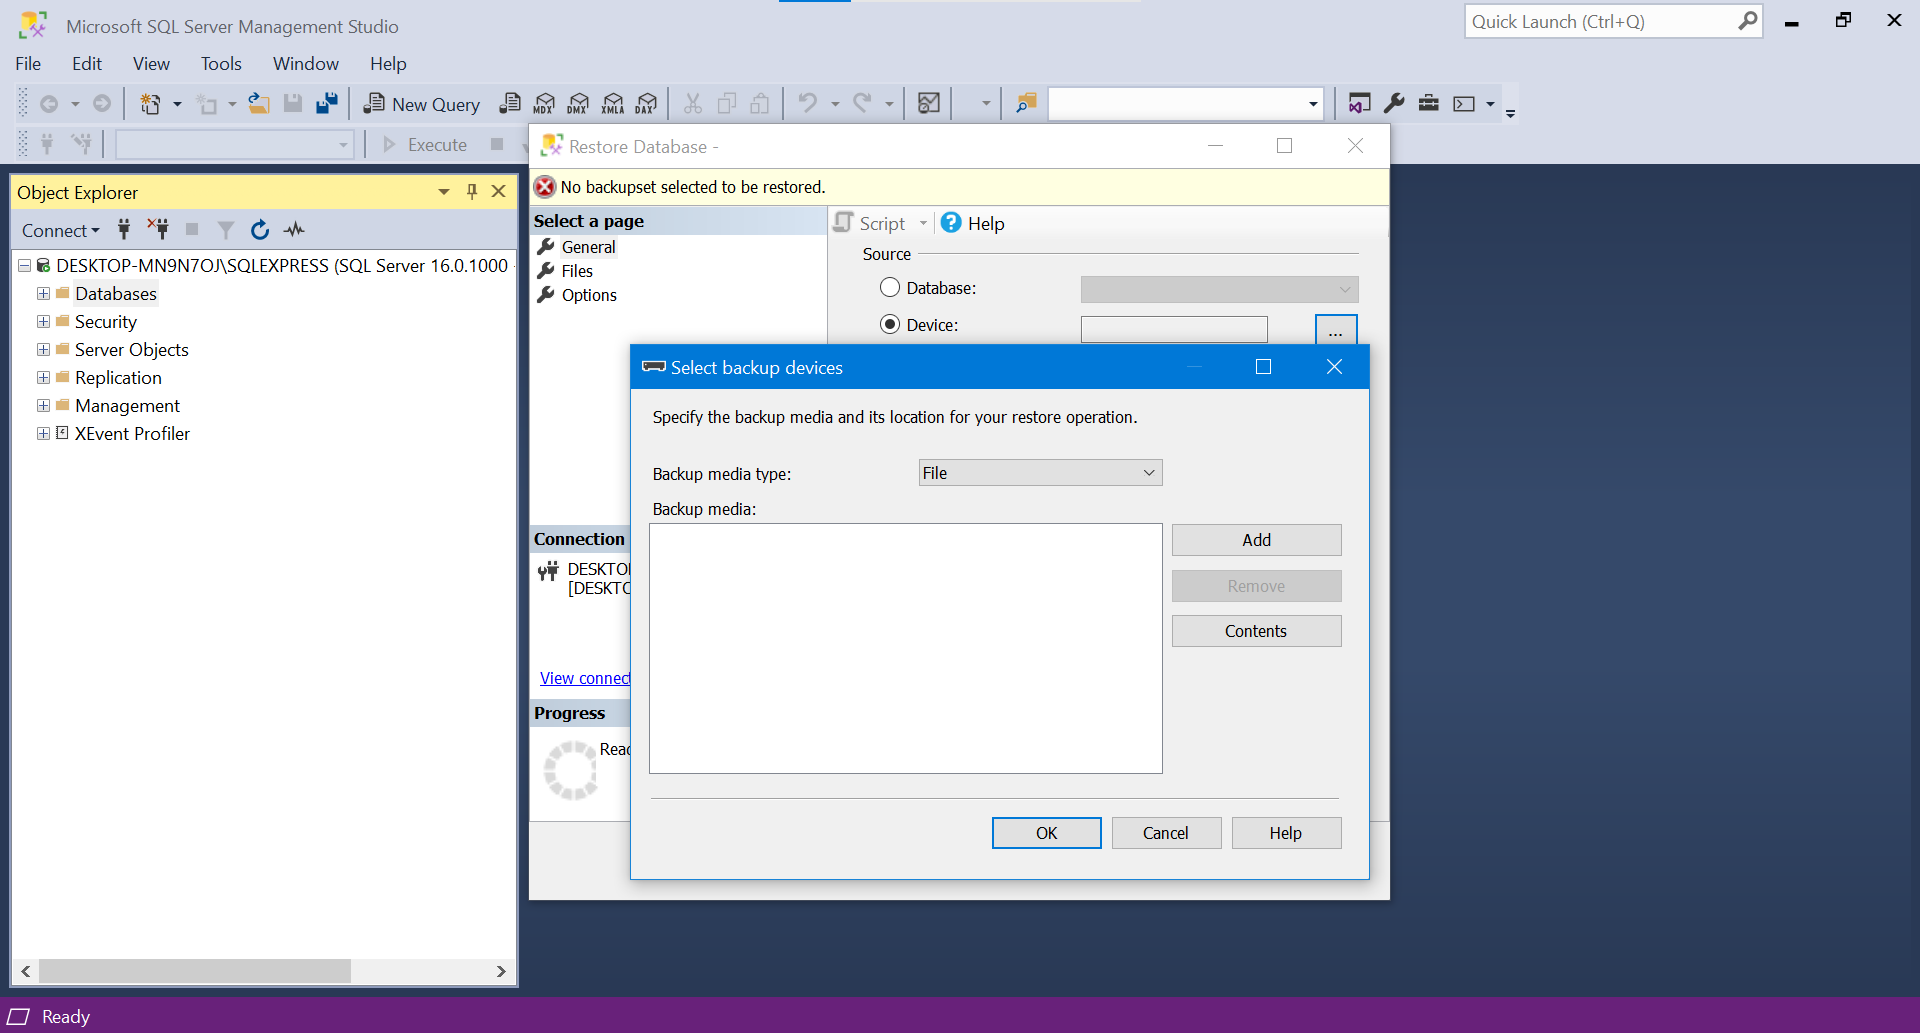 Microsoft SQL Server Management Studio
Quick Launch (Ctrl+Q)
File Edit View Tools Window Help
New Query MDX DMX XMLA DAX
Execute
Restore Database -
No backupset selected to be restored.
Object Explorer
Connect
DESKTOP-MN9N7OJ\SQLEXPRESS (SQL Server 16.0.1000 -
Databases
Security
Server Objects
Replication
Management
XEvent Profiler
Select a page
General
Files
Options
Script Help
Source
Database:
Device:
...
Select backup devices
Specify the backup media and its location for your restore operation.
Backup media type: File
Backup media:
Add
Remove
Contents
OK Cancel Help
Connection
DESKTO
[DESKTO
View connect
Progress
Read
Ready